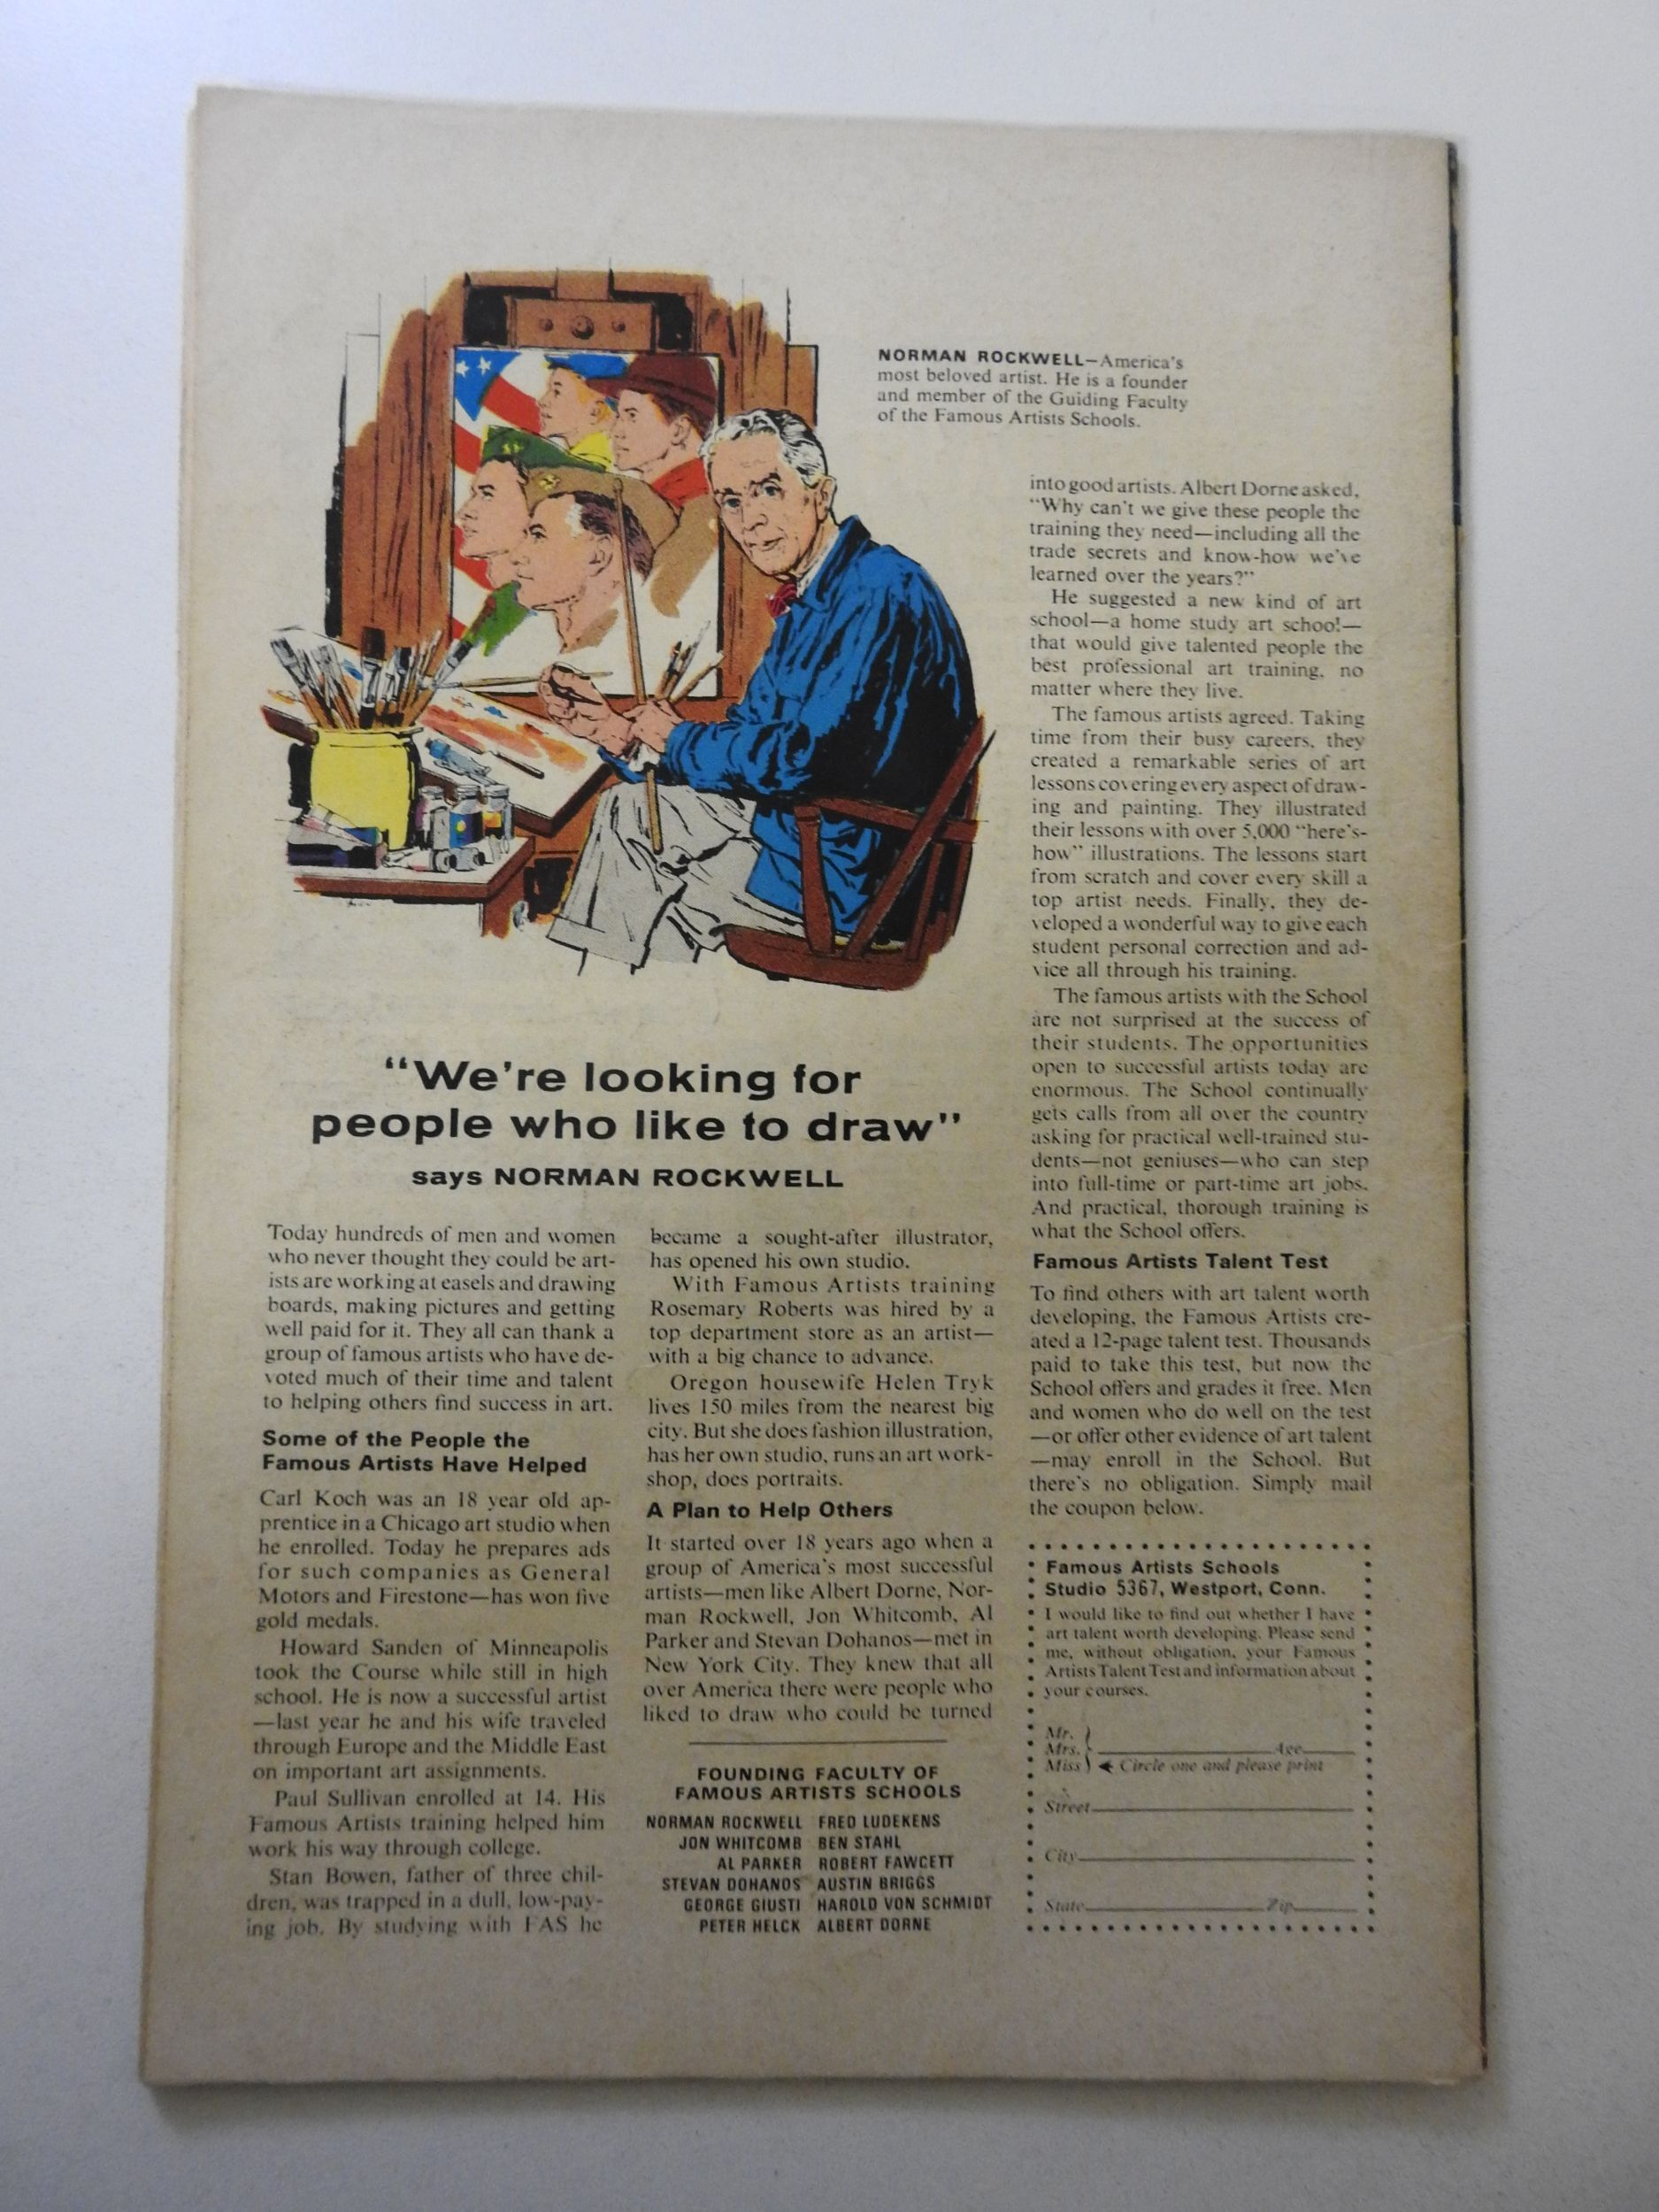 NORMAN ROCKWELL—America's
most beloved artist. He is a founder
and member of the Guiding Faculty
of the Famous Artists Schools.
"We're looking for
people who like to draw"
says NORMAN ROCKWELL
Today hundreds of men and women
who never thought they could be art-
ists are working at easels and drawing
boards, making pictures and getting
well paid for it. They all can thank a
group of famous artists who have de-
voted much of their time and talent
to helping others find success in art.
Some of the People the
Famous Artists Have Helped
Carl Koch was an 18 year old ap-
prentice in a Chicago art studio when
he enrolled. Today he prepares ads
for such companies as General
Motors and Firestone—has won five
gold medals.
Howard Sanden of Minneapolis
took the Course while still in high
school. He is now a successful artist
—last year he and his wife traveled
through Europe and the Middle East
on important art assignments.
Paul Sullivan enrolled at 14. His
Famous Artists training helped him
work his way through college.
Stan Bowen, father of three chil-
dren, was trapped in a dull, low-pay-
ing job. By studying with FAS he
became a sought-after illustrator,
has opened his own studio.
With Famous Artists training
Rosemary Roberts was hired by a
top department store as an artist—
with a big chance to advance.
Oregon housewife Helen Tryk
lives 150 miles from the nearest big
city. But she does fashion illustration,
has her own studio, runs an art work-
shop, does portraits.
A Plan to Help Others
It started over 18 years ago when a
group of America's most successful
artists—men like Albert Dorne, Nor-
man Rockwell, Jon Whitcomb, Al
Parker and Stevan Dohanos—met in
New York City. They knew that all
over America there were people who
liked to draw who could be turned
FOUNDING FACULTY OF
FAMOUS ARTISTS SCHOOLS
NORMAN ROCKWELL FRED LUDEKENS
JON WHITCOMB BEN STAHL
AL PARKER ROBERT FAWCETT
STEVAN DOHANOS AUSTIN BRIGGS
GEORGE GIUSTI HAROLD VON SCHMIDT
PETER HELCK ALBERT DORNE
into good artists. Albert Dorne asked,
"Why can't we give these people the
training they need—including all the
trade secrets and know-how we've
learned over the years?"
He suggested a new kind of art
school—a home study art school—
that would give talented people the
best professional art training, no
matter where they live.
The famous artists agreed. Taking
time from their busy careers, they
created a remarkable series of art
lessons covering every aspect of draw-
ing and painting. They illustrated
their lessons with over 5,000 "here's-
how" illustrations. The lessons start
from scratch and cover every skill a
top artist needs. Finally, they de-
veloped a wonderful way to give each
student personal correction and ad-
vice all through his training.
The famous artists with the School
are not surprised at the success of
their students. The opportunities
open to successful artists today are
enormous. The School continually
gets calls from all over the country
asking for practical well-trained stu-
dents—not geniuses—who can step
into full-time or part-time art jobs.
And practical, thorough training is
what the School offers.
Famous Artists Talent Test
To find others with art talent worth
developing, the Famous Artists cre-
ated a 12-page talent test. Thousands
paid to take this test, but now the
School offers and grades it free. Men
and women who do well on the test
—or offer other evidence of art talent
—may enroll in the School. But
there's no obligation. Simply mail
the coupon below.
Famous Artists Schools
Studio 5367, Westport, Conn.
I would like to find out whether I have
art talent worth developing. Please send
me, without obligation, your Famous
Artists Talent Test and information about
your courses.
Mr.
Mrs. Age
Miss Circle one and please print
Street
City
State Zip